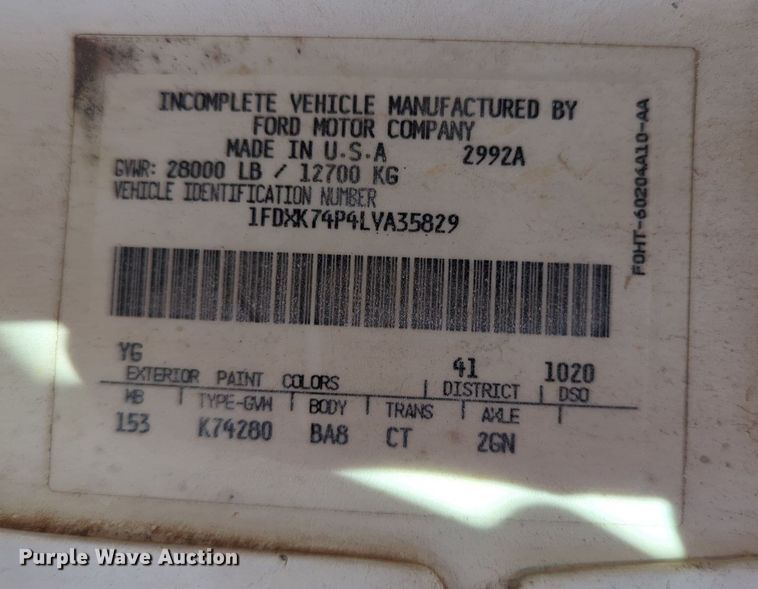 INCOMPLETE VEHICLE MANUFACTURED BY
FORD MOTOR COMPANY
MADE IN U.S.A 2992A
GVWR: 28000 LB / 12700 KG
VEHICLE IDENTIFICATION NUMBER
1FDXK74P4LVA35829
F0HT-60204A10-AA
YG 41 1020
EXTERIOR PAINT COLORS DISTRICT DSO
WB TYPE-GVW BODY TRANS AXLE
153 K74280 BA8 CT 2GN
Purple Wave Auction